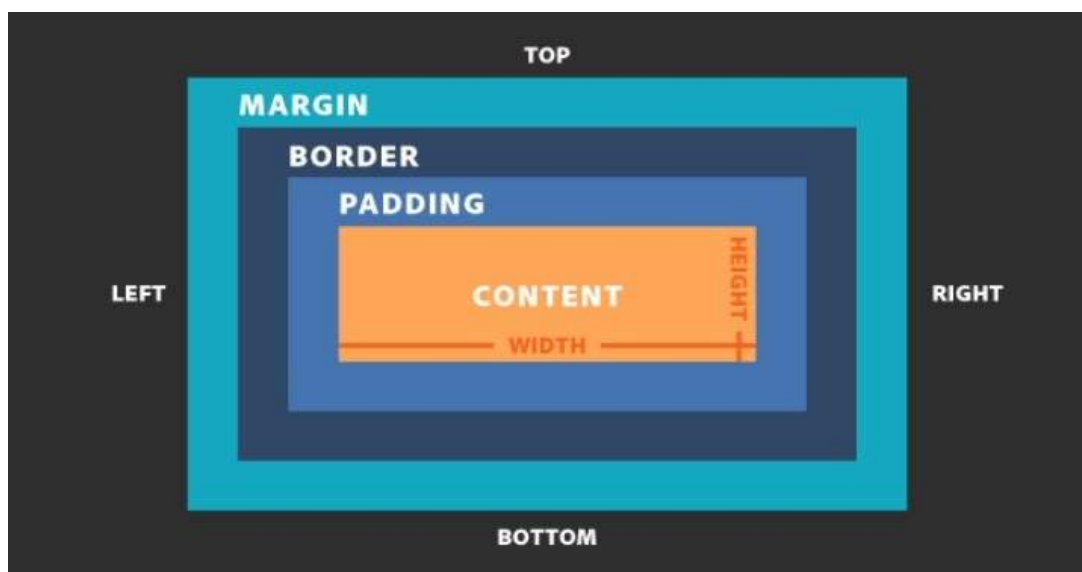 TOP
MARGIN
BORDER
PADDING
HEIGHT
LEFT
CONTENT
RIGHT
WIDTH
BOTTOM